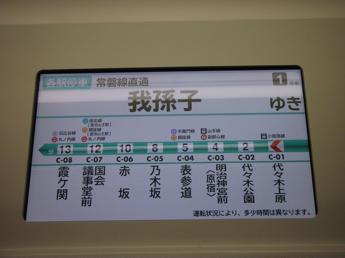 各駅停車 常磐線直通 1
我孫子 ゆき
13 12 10 8 5 4 2
C-08 C-07 C-06 C-05 C-04 C-03 C-02 C-01
霞ケ関
国会議事堂前
赤坂
乃木坂
表参道
明治神宮前〈原宿〉
代々木公園
代々木上原
運転状況により、多少時間は異なります。